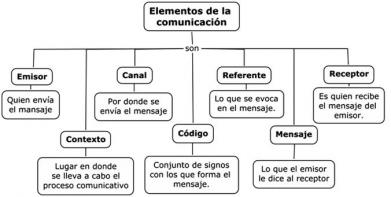 Elementos de la
comunicación
son
Emisor
Quien envía
el mansaje
Canal
Por donde se
envía el mensaje
Referente
Lo que se evoca
en el mensaje.
Receptor
Es quien recibe
el mensaje del
emisor.
Contexto
Lugar en donde
se lleva a cabo el
proceso comunicativo
Código
Conjunto de signos
con los que forma el
mensaje.
Mensaje
Lo que el emisor
le dice al receptor